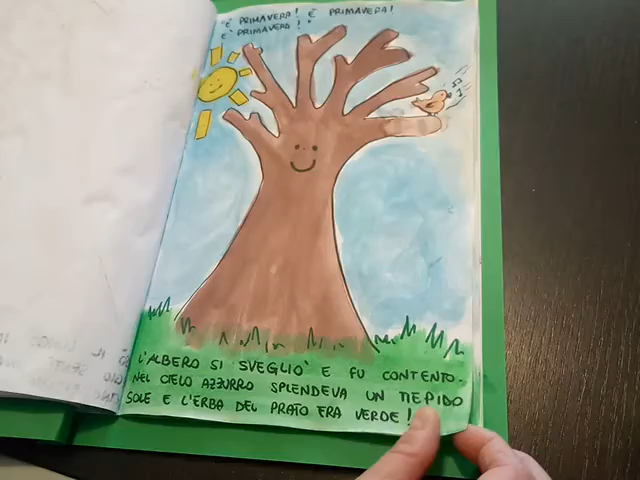 "È PRIMAVERA! È PRIMAVERA!
È PRIMAVERA!"
L'ALBERO SI SVEGLIÒ E FU CONTENTO.
NEL CIELO AZZURRO SPLENDEVA UN TIEPIDO
SOLE E L'ERBA DEL PRATO ERA VERDE!